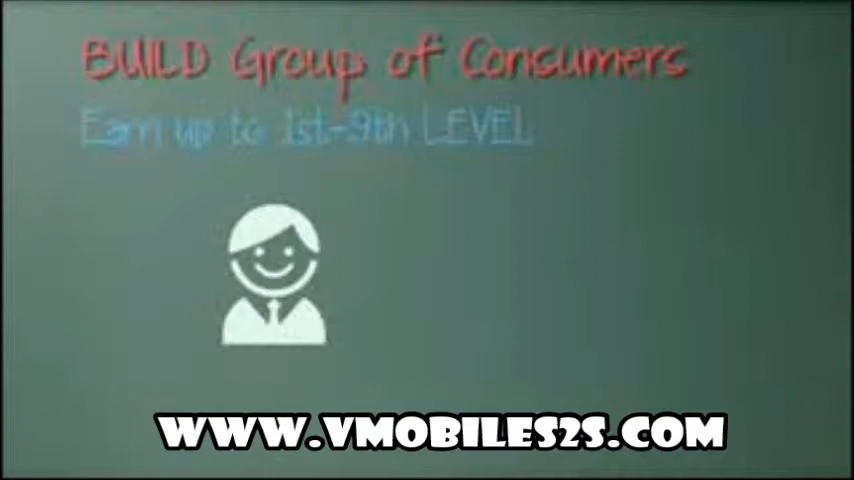 BUILD Group of Consumers
Earn up to 1st-9th LEVEL
WWW.VMOBILES2S.COM